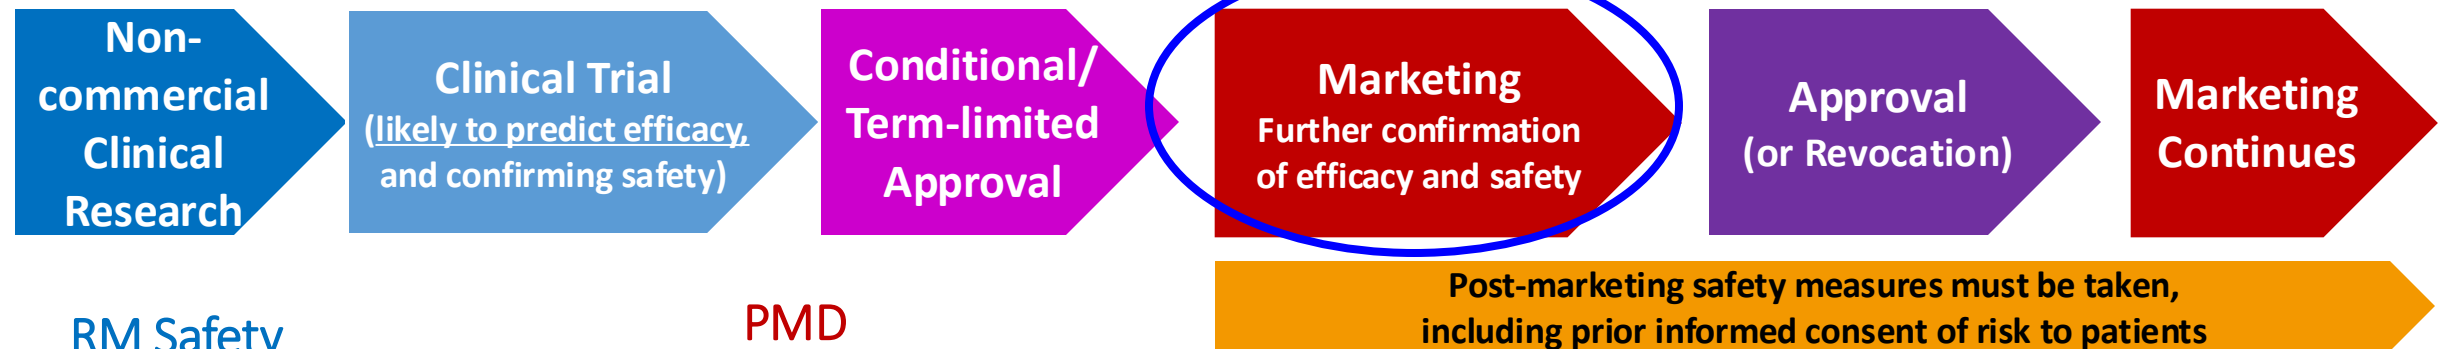 Non-
commercial
Clinical
Research
Clinical Trial
(likely to predict efficacy,
and confirming safety)
Conditional/
Term-limited
Approval
Marketing
Further confirmation
of efficacy and safety
Approval
(or Revocation)
Marketing
Continues
Post-marketing safety measures must be taken,
including prior informed consent of risk to patients
RM Safety
PMD